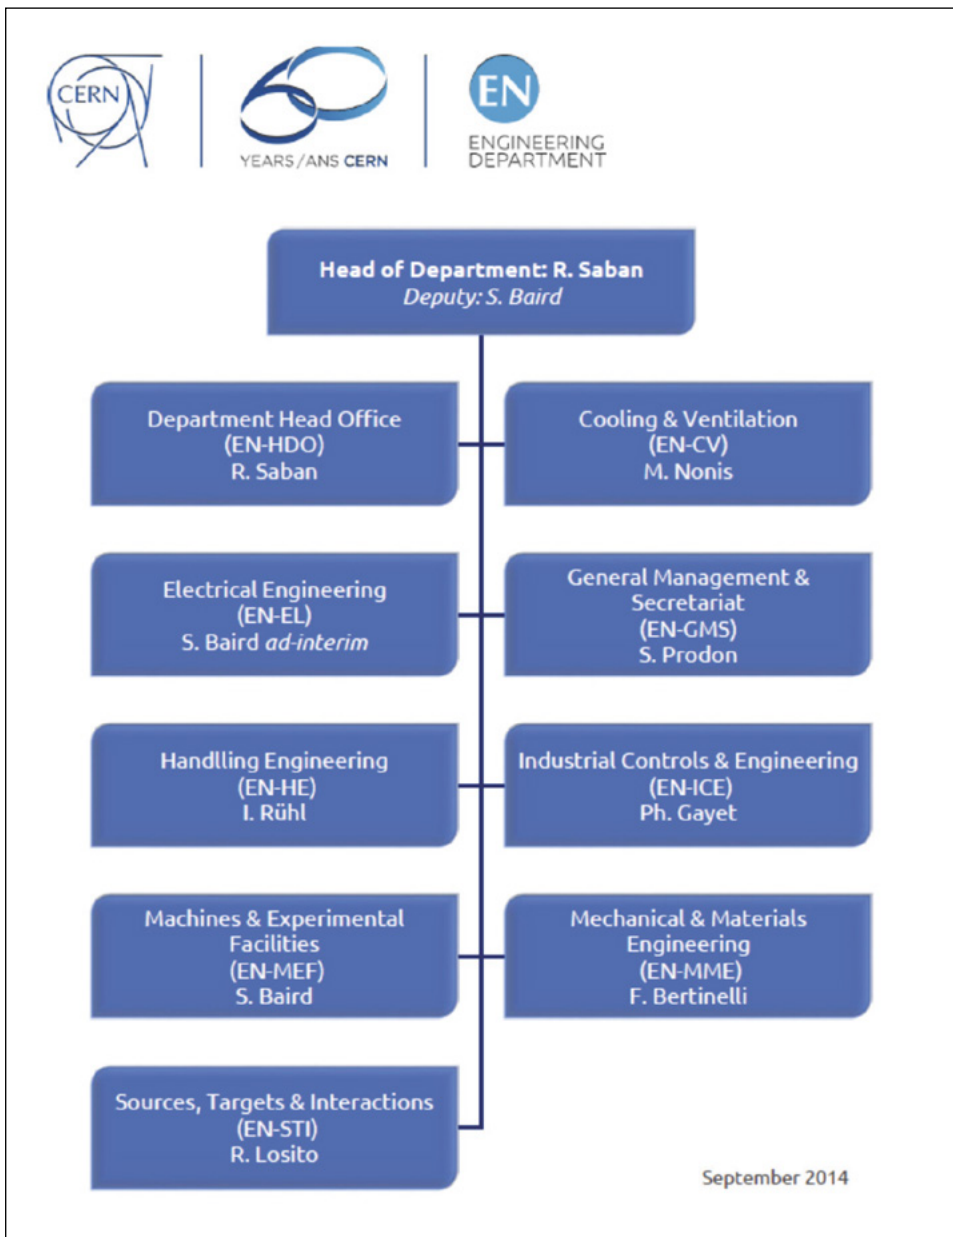 CERN
YEARS/ANS CERN
EN
ENGINEERING
DEPARTMENT
Head of Department: R. Saban
Deputy: S. Baird
Department Head Office
(EN-HDO)
R. Saban
Cooling & Ventilation
(EN-CV)
M. Nonis
Electrical Engineering
(EN-EL)
S. Baird ad-interim
General Management &
Secretariat
(EN-GMS)
S. Prodon
Handlling Engineering
(EN-HE)
I. Rühl
Industrial Controls & Engineering
(EN-ICE)
Ph. Gayet
Machines & Experimental
Facilities
(EN-MEF)
S. Baird
Mechanical & Materials
Engineering
(EN-MME)
F. Bertinelli
Sources, Targets & Interactions
(EN-STI)
R. Losito
September 2014